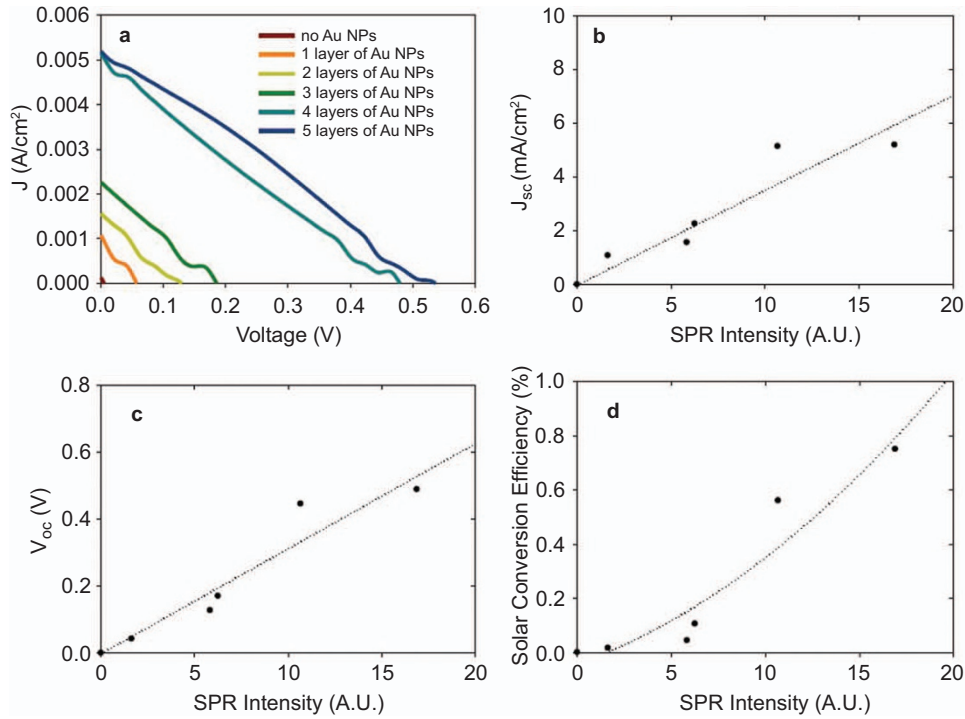 a
0.006
0.005
0.004
0.003
0.002
0.001
0.000
J (A/cm²)
no Au NPs
1 layer of Au NPs
2 layers of Au NPs
3 layers of Au NPs
4 layers of Au NPs
5 layers of Au NPs
0.0 0.1 0.2 0.3 0.4 0.5 0.6
Voltage (V)
b
10
8
6
4
2
0
Jsc (mA/cm²)
0 5 10 15 20
SPR Intensity (A.U.)
c
0.8
0.6
0.4
0.2
0.0
Voc (V)
0 5 10 15 20
SPR Intensity (A.U.)
d
1.0
0.8
0.6
0.4
0.2
0.0
Solar Conversion Efficiency (%)
0 5 10 15 20
SPR Intensity (A.U.)